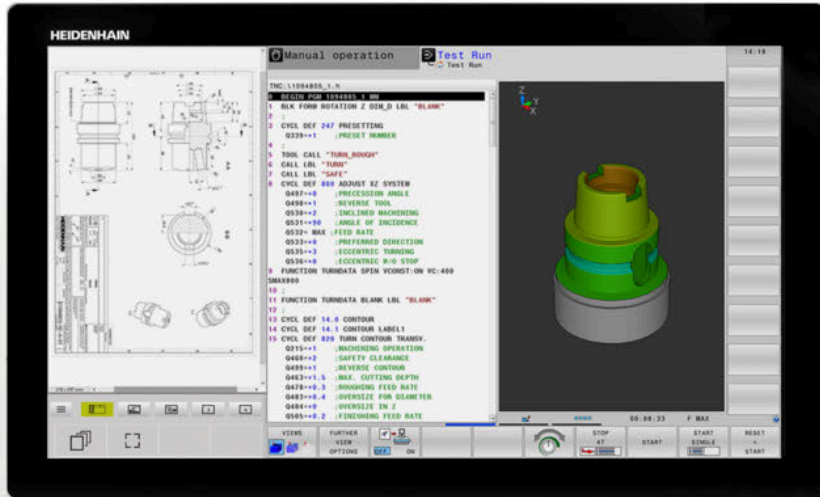 HEIDENHAIN
Manual operation
Test Run
Test Run
14:18
TNC:\1094805_1.h
0 BEGIN PGM 1094805_1 MM
1 BLK FORM ROTATION Z DIM_D LBL "BLANK"
2 ;
3 CYCL DEF 247 PRESETTING
Q339=+1 ;PRESET NUMBER
4 ;
5 TOOL CALL "TURN_ROUGH"
6 CALL LBL "TURN"
7 CALL LBL "SAFE"
8 CYCL DEF 800 ADJUST XZ SYSTEM
Q497=+0 ;PRECESSION ANGLE
Q498=+1 ;REVERSE TOOL
Q530=+2 ;INCLINED MACHINING
Q531=+90 ;ANGLE OF INCIDENCE
Q532= MAX ;FEED RATE
Q533=+0 ;PREFERRED DIRECTION
Q535=+3 ;ECCENTRIC TURNING
Q536=+0 ;ECCENTRIC W/O STOP
9 FUNCTION TURNDATA SPIN VCONST:ON VC:400
SMAX800
10 ;
11 FUNCTION TURNDATA BLANK LBL "BLANK"
12 ;
13 CYCL DEF 14.0 CONTOUR
14 CYCL DEF 14.1 CONTOUR LABEL1
15 CYCL DEF 820 TURN CONTOUR TRANSV.
Q215=+1 ;MACHINING OPERATION
Q460=+2 ;SAFETY CLEARANCE
Q499=+1 ;REVERSE CONTOUR
Q463=+1.5 ;MAX. CUTTING DEPTH
Q478=+0.3 ;ROUGHING FEED RATE
Q483=+0.4 ;OVERSIZE FOR DIAMETER
Q484=+0 ;OVERSIZE IN Z
Q505=+0.2 ;FINISHING FEED RATE
Z
Y
X
HEIDENHAIN
00:08:33
F MAX
VIEWS
FURTHER
VIEW
OPTIONS
OFF ON
STOP
AT
START
START
SINGLE
RESET
+
START